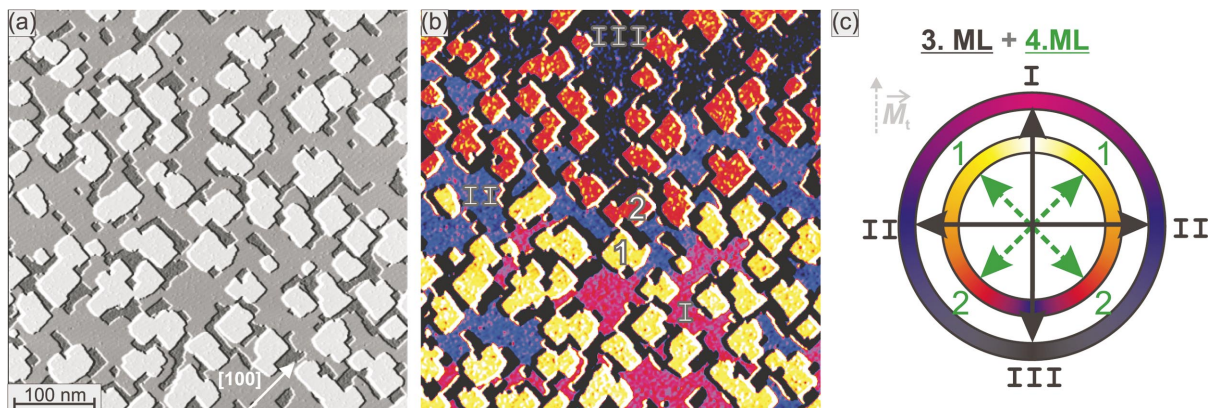 (a)
[100]
100 nm
(b)
III
II
2
1
I
(c)
3. ML + 4.ML
I
M t
1 1
II II
2 2
III